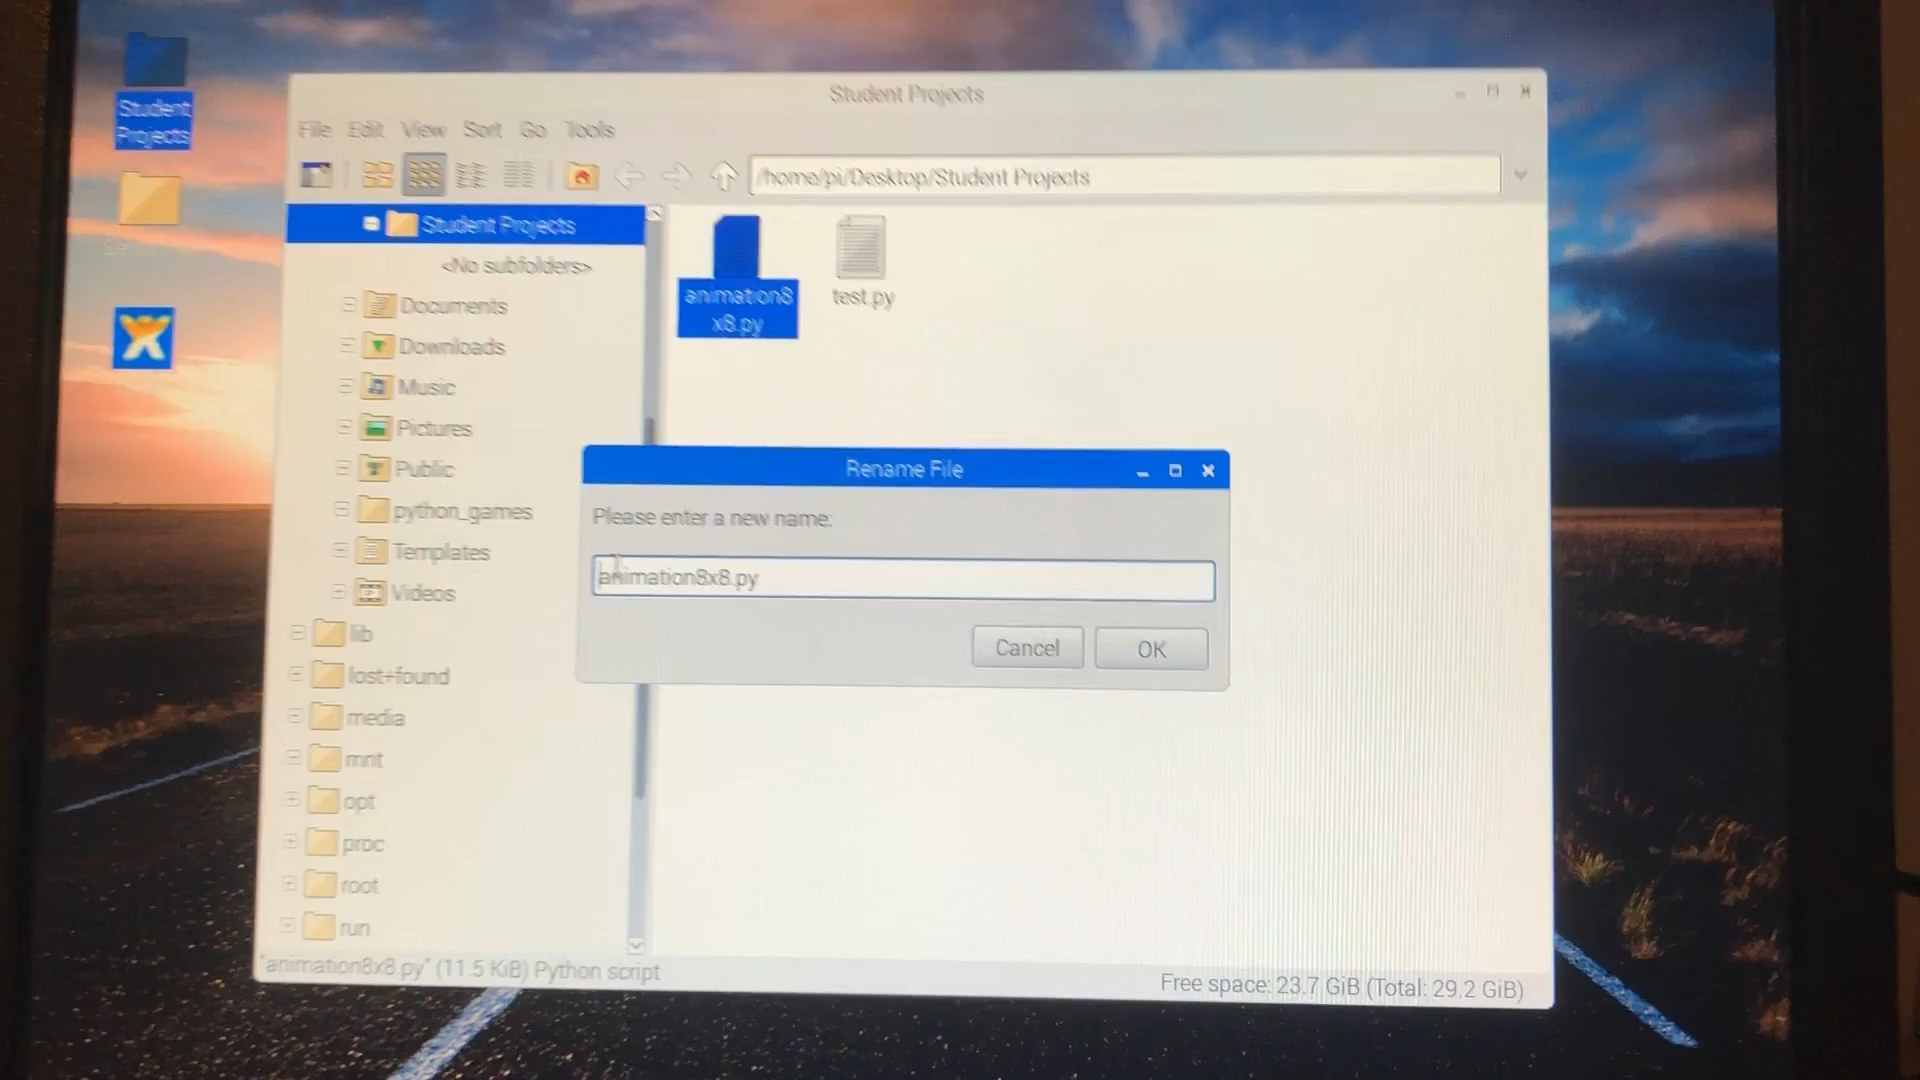 Student
Projects
Student Projects
File Edit View Sort Go Tools
/home/pi/Desktop/Student Projects
Student Projects
<No subfolders>
Documents
Downloads
Music
Pictures
Public
python_games
Templates
Videos
lib
lost+found
media
mnt
opt
proc
root
run
animation8
x8.py
test.py
Rename File
Please enter a new name:
animation8x8.py
Cancel
OK
"animation8x8.py" (11.5 KiB) Python script
Free space: 23.7 GiB (Total: 29.2 GiB)